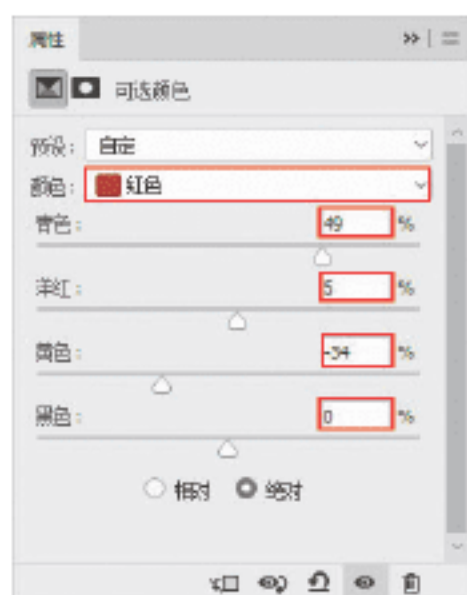 属性
可选颜色
预设： 自定
颜色： 红色
青色： 49 %
洋红： 5 %
黄色： -34 %
黑色： 0 %
相对 绝对